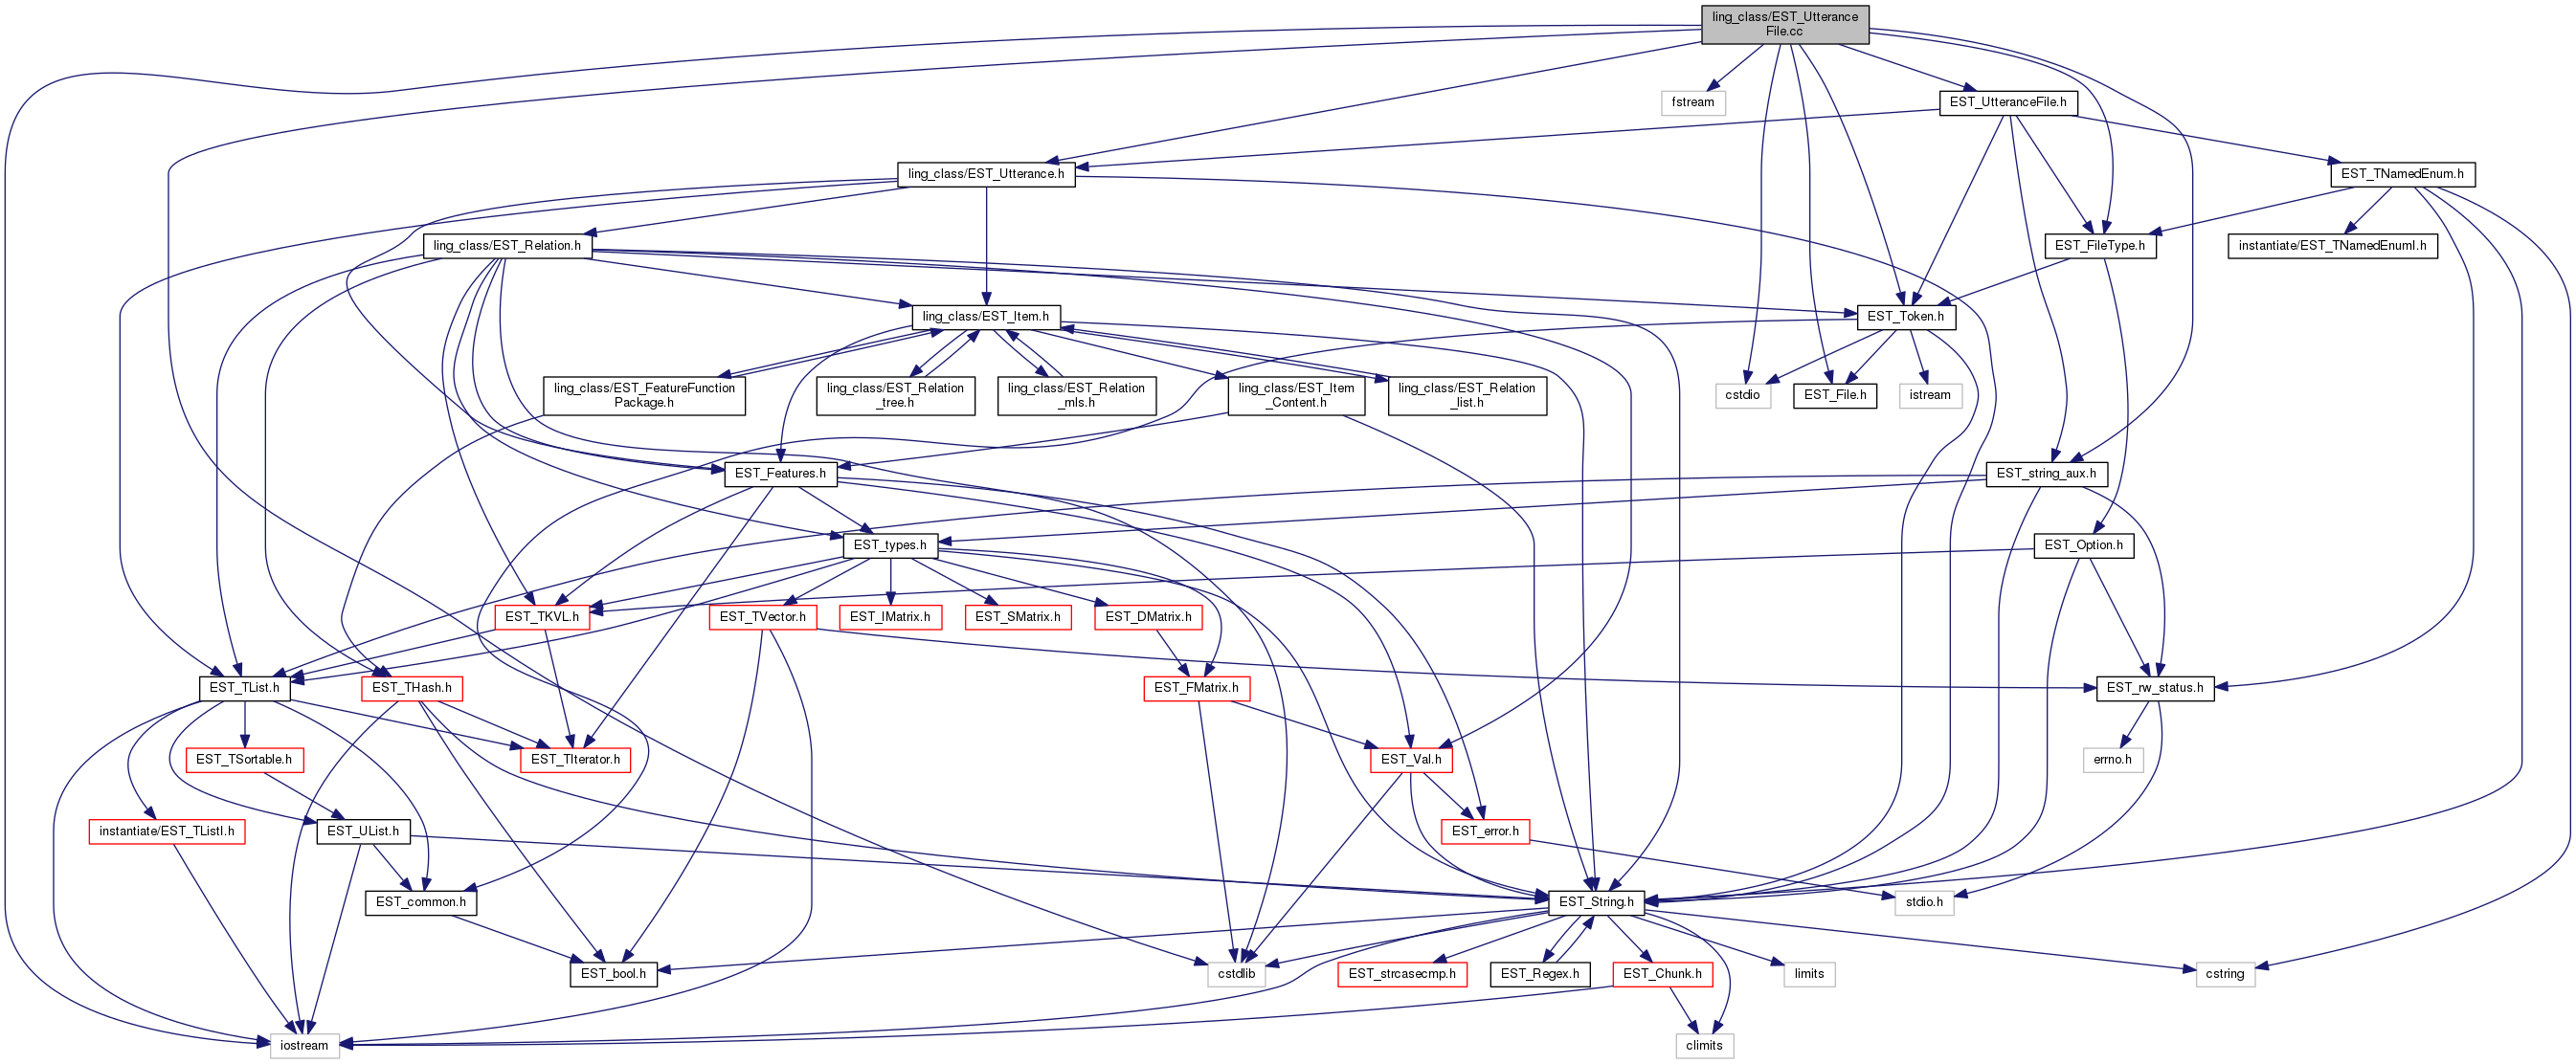 ling_class/EST_Utterance
File.cc
fstream
EST_UtteranceFile.h
ling_class/EST_Utterance.h
EST_TNamedEnum.h
ling_class/EST_Relation.h
EST_FileType.h
instantiate/EST_TNamedEnumI.h
ling_class/EST_Item.h
EST_Token.h
ling_class/EST_FeatureFunction
Package.h
ling_class/EST_Relation
_tree.h
ling_class/EST_Relation
_mls.h
ling_class/EST_Item
_Content.h
ling_class/EST_Relation
_list.h
cstdio
EST_File.h
istream
EST_Features.h
EST_string_aux.h
EST_types.h
EST_Option.h
EST_TKVL.h
EST_TVector.h
EST_IMatrix.h
EST_SMatrix.h
EST_DMatrix.h
EST_TList.h
EST_THash.h
EST_FMatrix.h
EST_rw_status.h
EST_TSortable.h
EST_TIterator.h
EST_Val.h
errno.h
instantiate/EST_TListI.h
EST_UList.h
EST_error.h
EST_common.h
EST_String.h
stdio.h
EST_bool.h
cstdlib
EST_strcasecmp.h
EST_Regex.h
EST_Chunk.h
limits
cstring
iostream
climits